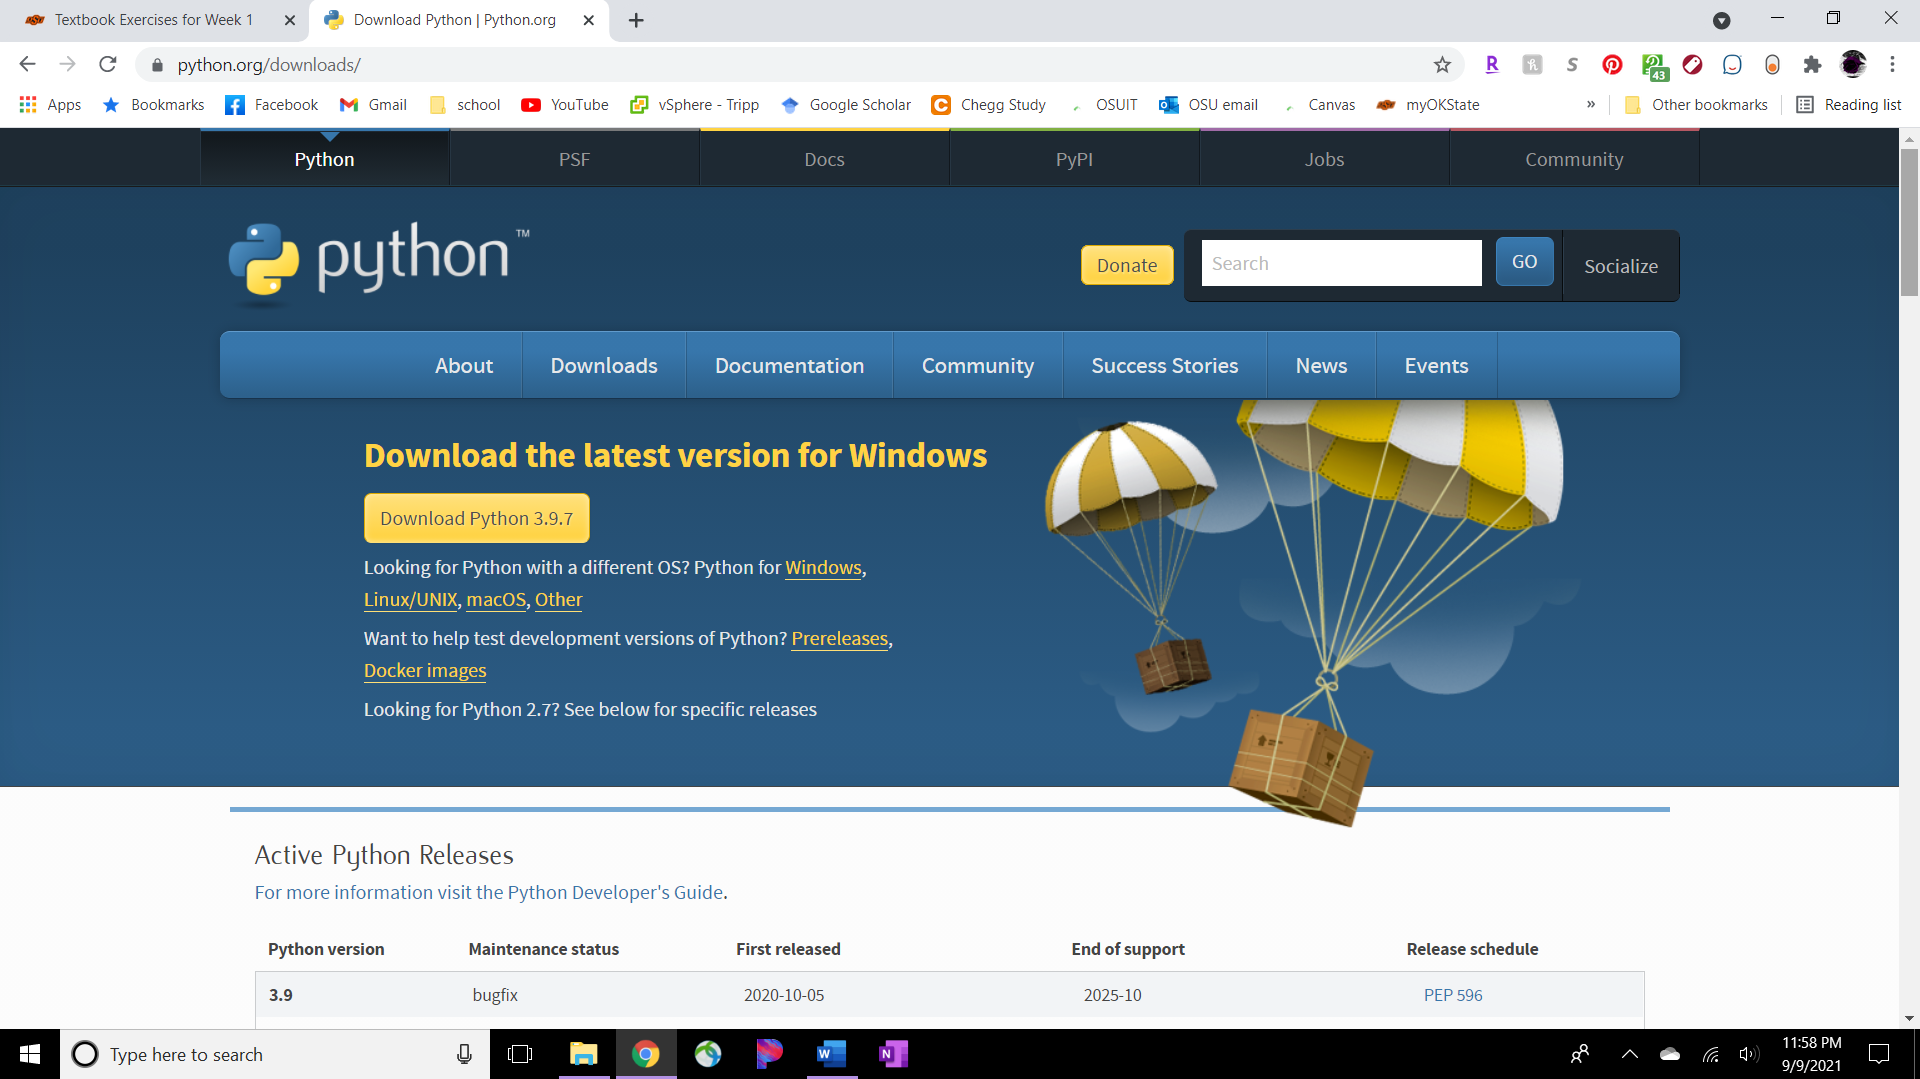 Textbook Exercises for Week 1
Download Python | Python.org
python.org/downloads/
43
Apps Bookmarks Facebook Gmail school YouTube vSphere - Tripp Google Scholar Chegg Study OSUIT OSU email Canvas myOKState » Other bookmarks Reading list
Python PSF Docs PyPI Jobs Community
python™
Donate Search GO Socialize
About Downloads Documentation Community Success Stories News Events
Download the latest version for Windows
Download Python 3.9.7
Looking for Python with a different OS? Python for Windows,
Linux/UNIX, macOS, Other
Want to help test development versions of Python? Prereleases,
Docker images
Looking for Python 2.7? See below for specific releases
Active Python Releases
For more information visit the Python Developer's Guide.
Python version Maintenance status First released End of support Release schedule
3.9 bugfix 2020-10-05 2025-10 PEP 596
Type here to search
11:58 PM
9/9/2021